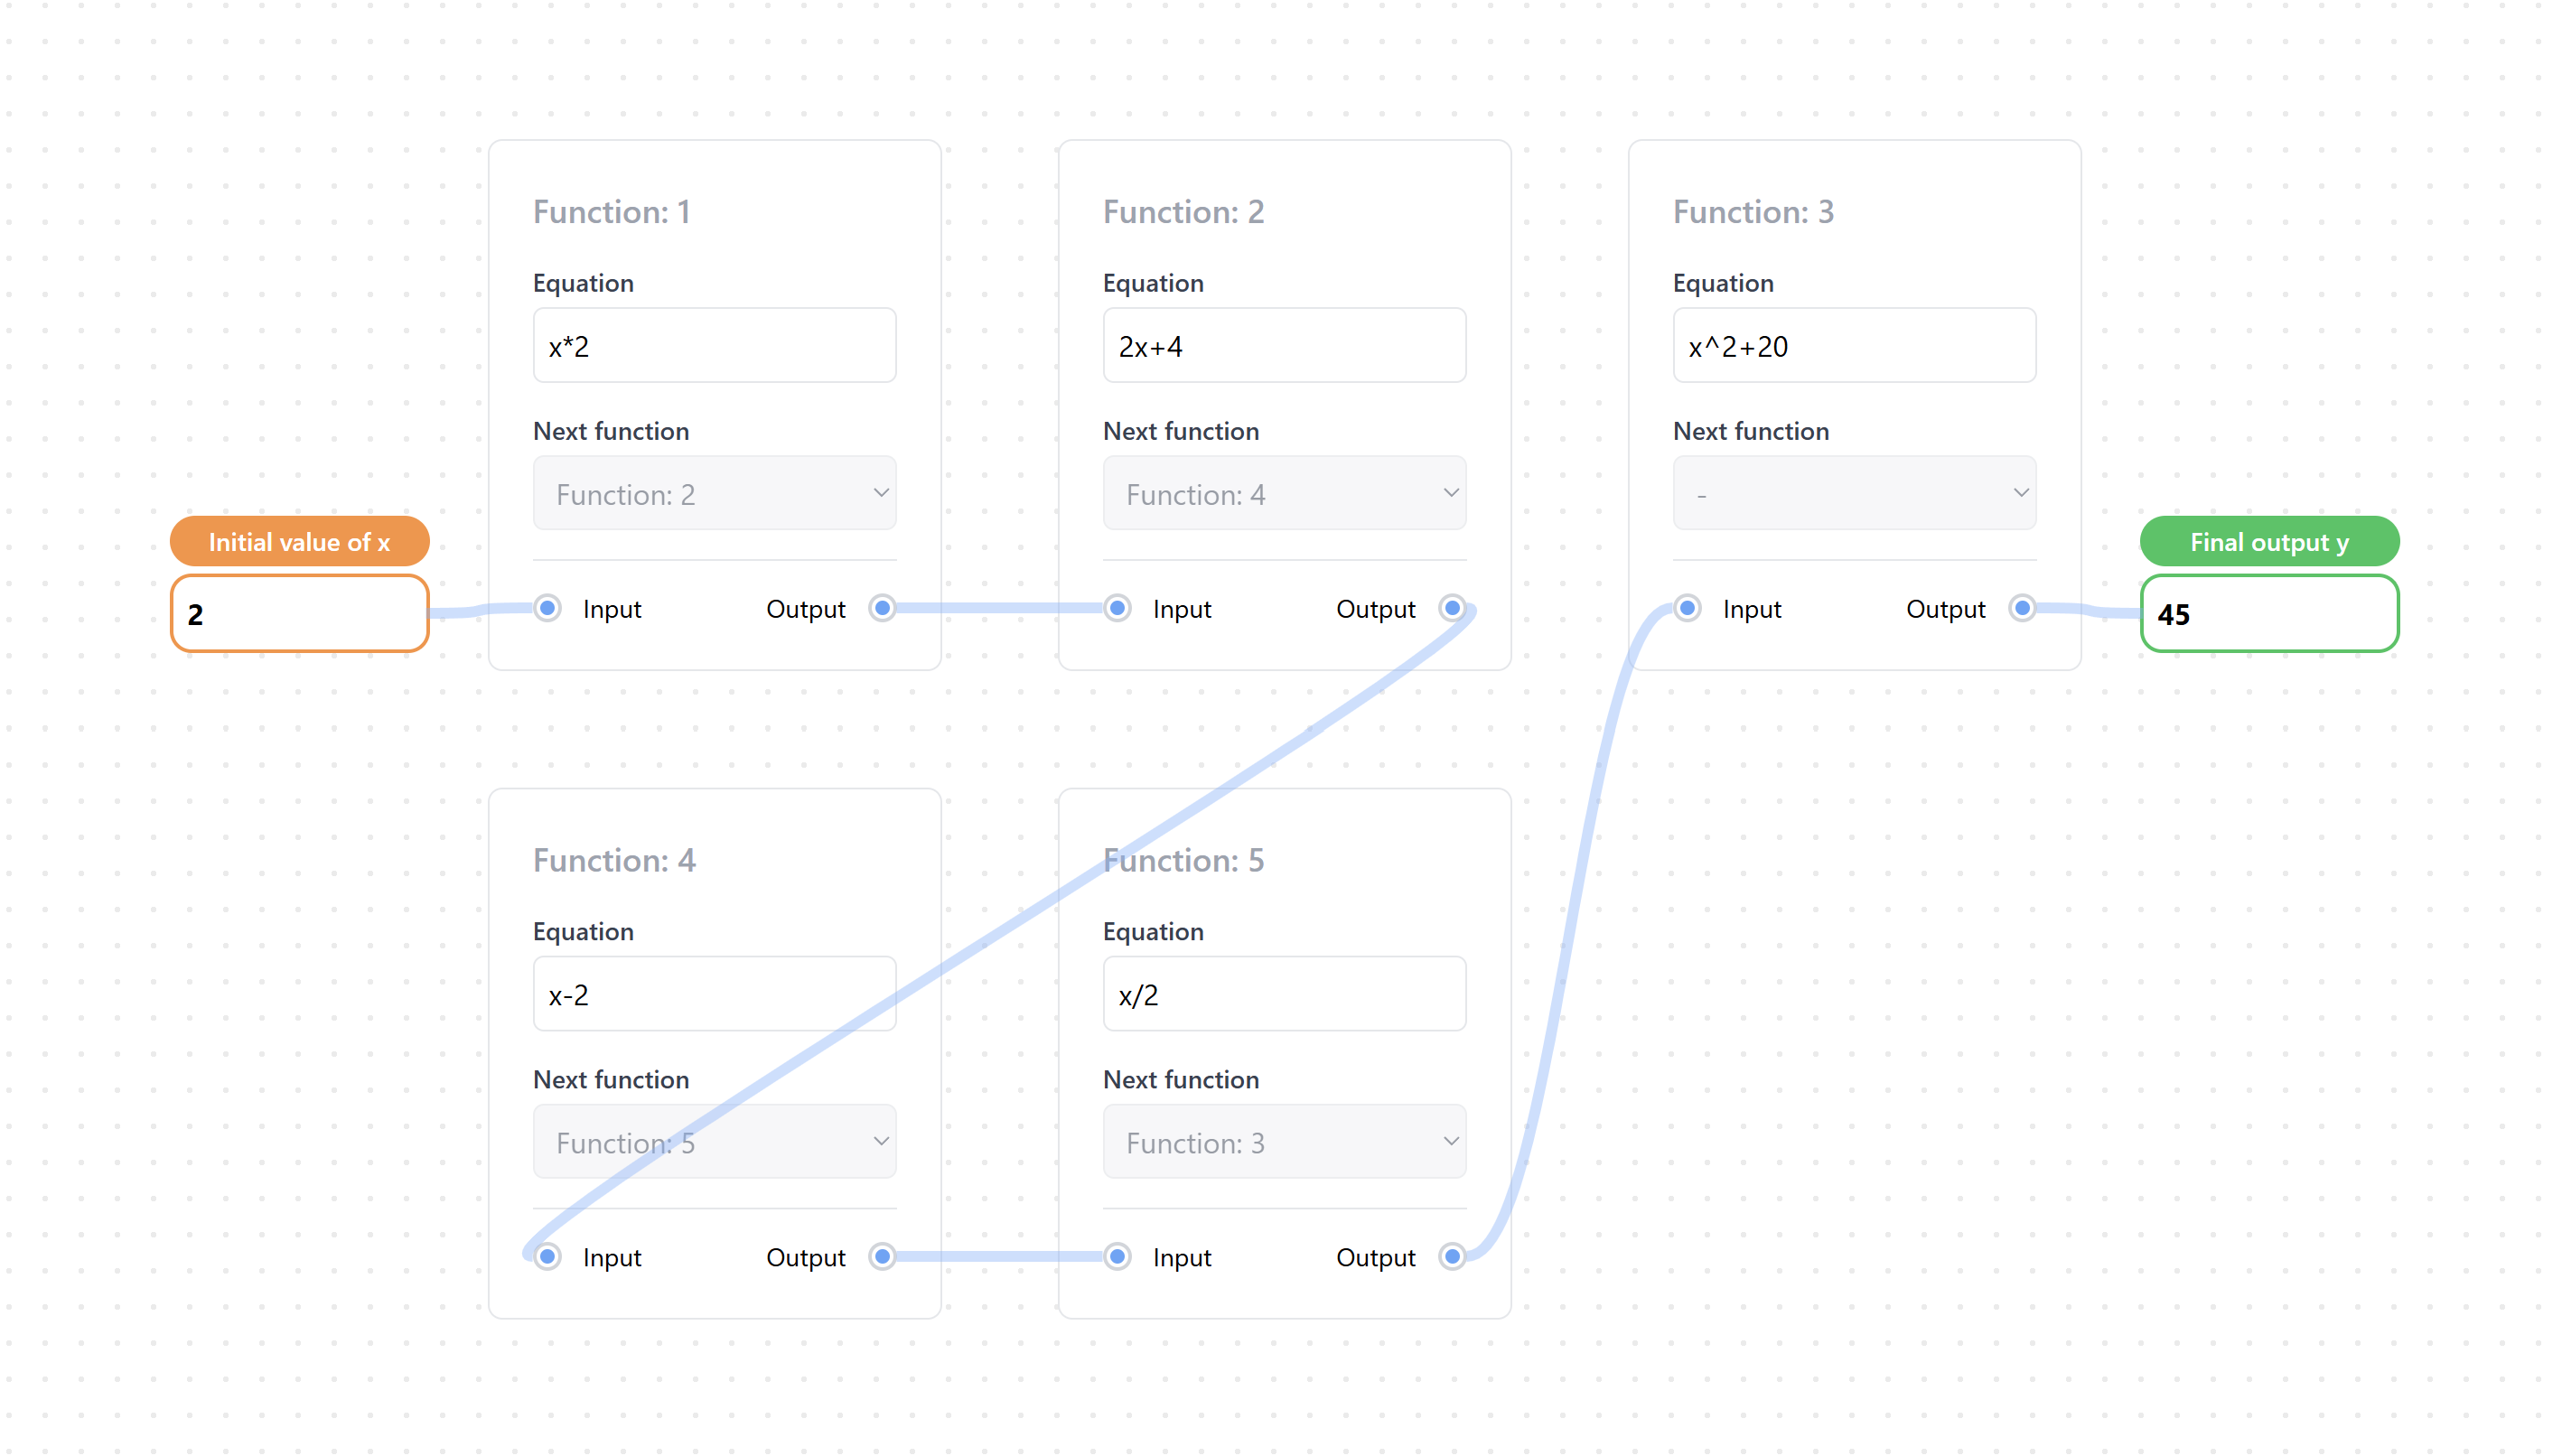 Initial value of x
2
Function: 1
Equation
x*2
Next function
Function: 2
Input
Output
Function: 2
Equation
2x+4
Next function
Function: 4
Input
Output
Function: 3
Equation
x^2+20
Next function
-
Input
Output
Final output y
45
Function: 4
Equation
x-2
Next function
Function: 5
Input
Output
Function: 5
Equation
x/2
Next function
Function: 3
Input
Output